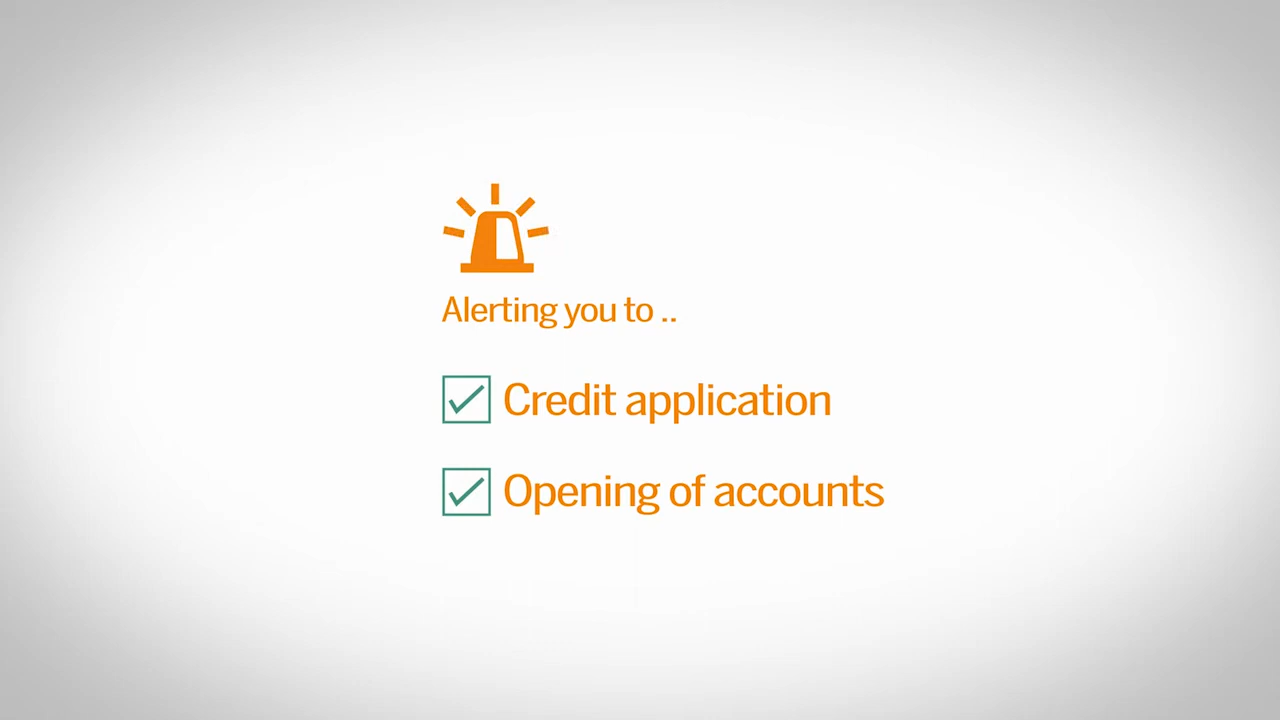 Alerting you to ..
Credit application
Opening of accounts